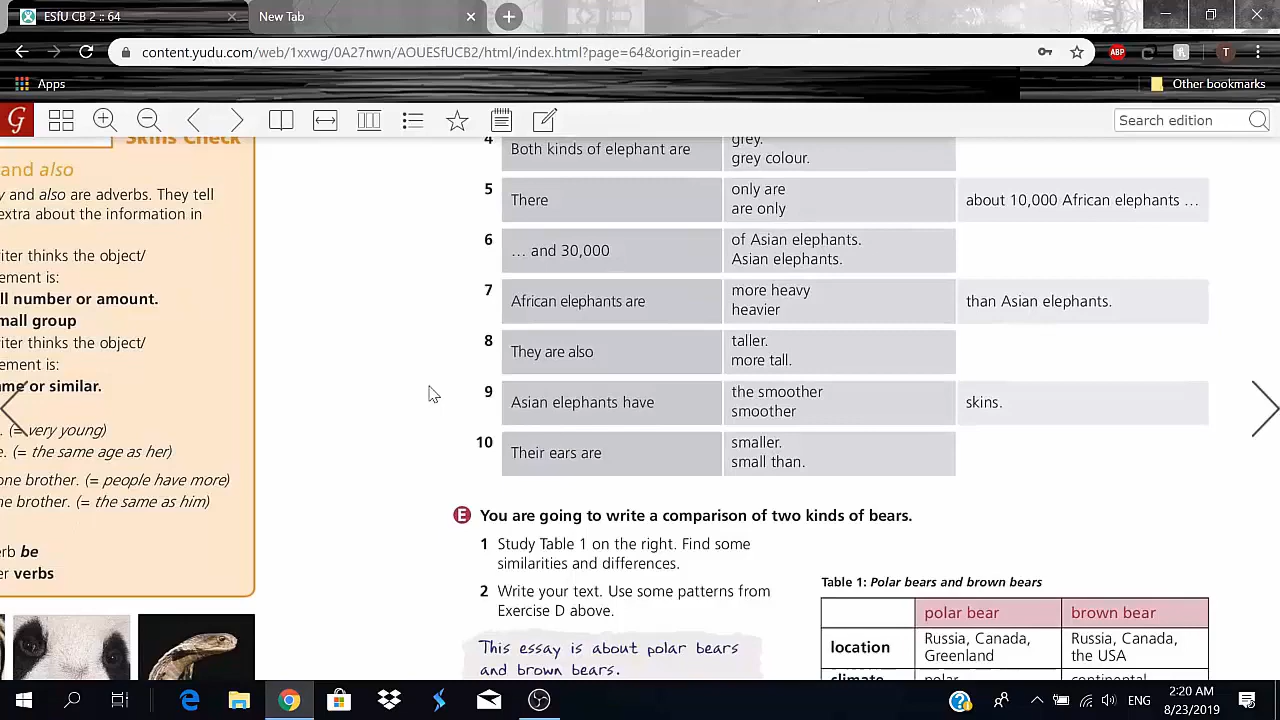 ESfU CB 2 :: 64
New Tab
content.yudu.com/web/1xxwg/0A27nwn/AOUESfUCB2/html/index.html?page=64&origin=reader
ABP
T
Apps
Other bookmarks
G
Search edition
Skills Check
and also
y and also are adverbs. They tell
extra about the information in
iter thinks the object/
ement is:
ll number or amount.
mall group
iter thinks the object/
ement is:
me or similar.
. (= very young)
e. (= the same age as her)
one brother. (= people have more)
ne brother. (= the same as him)
erb be
er verbs
4
Both kinds of elephant are
grey.
grey colour.
5
There
only are
are only
about 10,000 African elephants …
6
… and 30,000
of Asian elephants.
Asian elephants.
7
African elephants are
more heavy
heavier
than Asian elephants.
8
They are also
taller.
more tall.
9
Asian elephants have
the smoother
smoother
skins.
10
Their ears are
smaller.
small than.
E You are going to write a comparison of two kinds of bears.
1 Study Table 1 on the right. Find some
similarities and differences.
2 Write your text. Use some patterns from
Exercise D above.
This essay is about polar bears
and brown bears.
Table 1: Polar bears and brown bears
polar bear brown bear
location
Russia, Canada,
Greenland
Russia, Canada,
the USA
climate polar continental
ENG
2:20 AM
8/23/2019